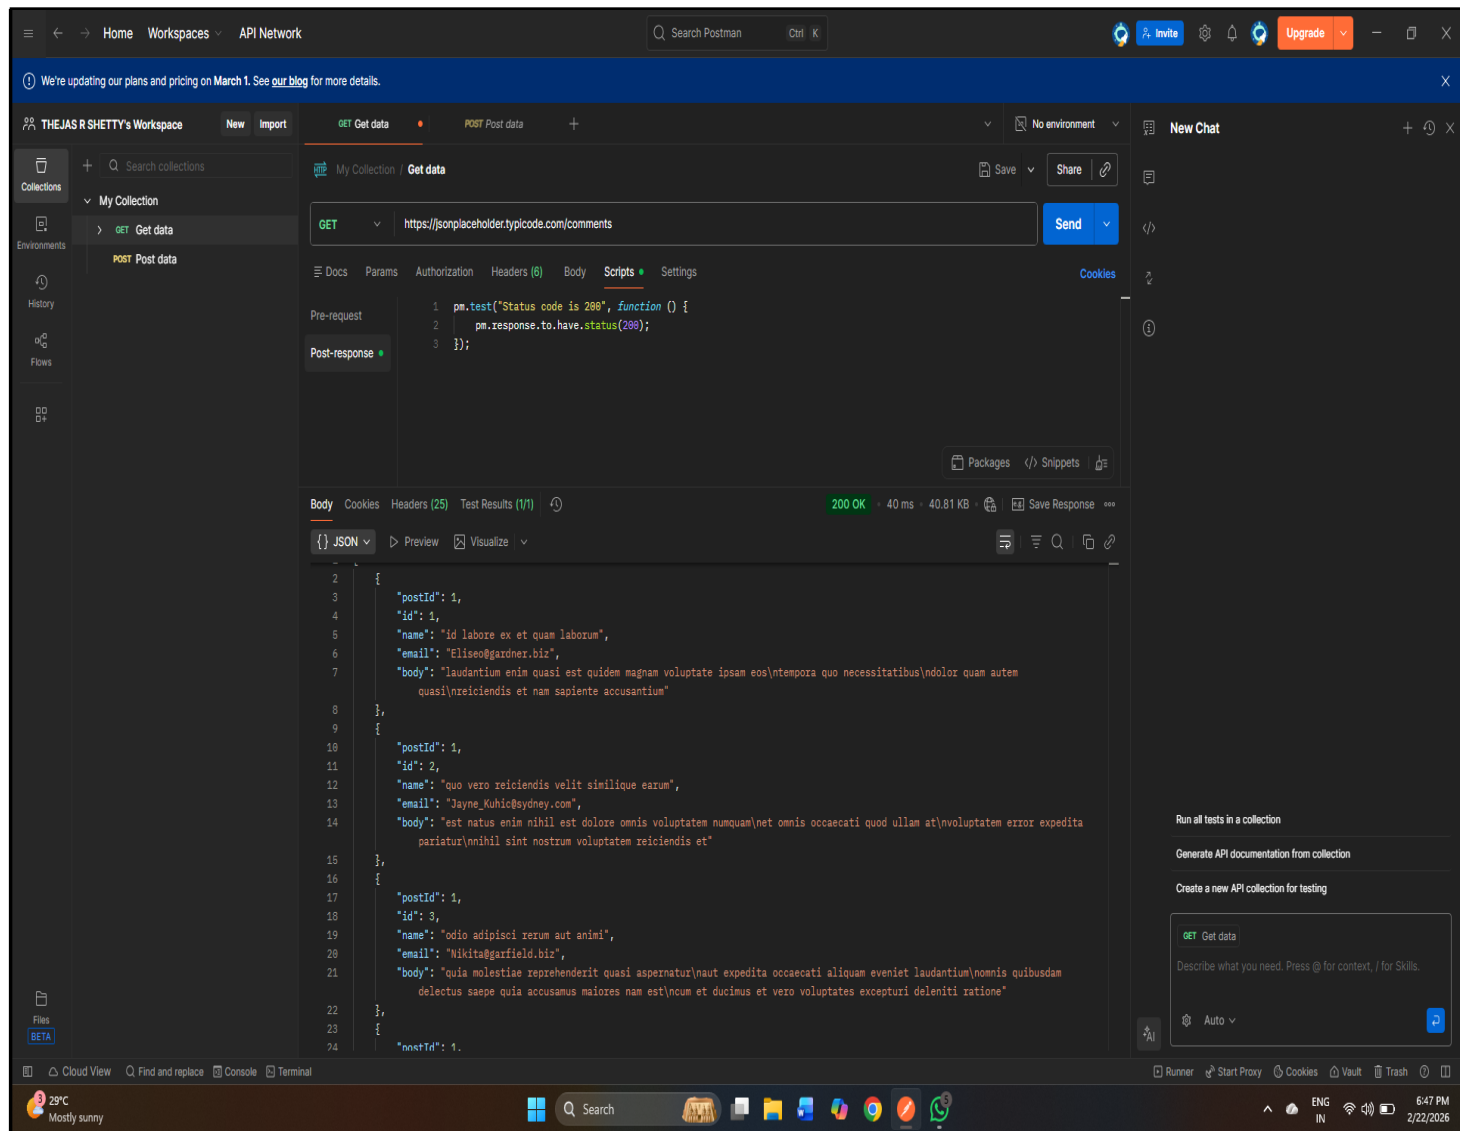 Home Workspaces API Network Search Postman Ctrl K Invite Upgrade
We're updating our plans and pricing on March 1. See our blog for more details.
THEJAS R SHETTY's Workspace New Import GET Get data POST Post data No environment New Chat
Collections Search collections My Collection / Get data Save Share
My Collection
GET Get data GET https://jsonplaceholder.typicode.com/comments Send
Environments
POST Post data
Docs Params Authorization Headers (6) Body Scripts Settings Cookies
History
Flows
Pre-request
Post-response
1 pm.test("Status code is 200", function () {
2 pm.response.to.have.status(200);
3 });
Packages </> Snippets
Body Cookies Headers (25) Test Results (1/1) 200 OK 40 ms 40.81 KB Save Response
{} JSON Preview Visualize
2 {
3 "postId": 1,
4 "id": 1,
5 "name": "id labore ex et quam laborum",
6 "email": "Eliseo@gardner.biz",
7 "body": "laudantium enim quasi est quidem magnam voluptate ipsam eos\ntempora quo necessitatibus\ndolor quam autem
quasi\nreiciendis et nam sapiente accusantium"
8 },
9 {
10 "postId": 1,
11 "id": 2,
12 "name": "quo vero reiciendis velit similique earum",
13 "email": "Jayne_Kuhic@sydney.com",
14 "body": "est natus enim nihil est dolore omnis voluptatem numquam\net omnis occaecati quod ullam at\nvoluptatem error expedita
pariatur\nnihil sint nostrum voluptatem reiciendis et"
15 },
16 {
17 "postId": 1,
18 "id": 3,
19 "name": "odio adipisci rerum aut animi",
20 "email": "Nikita@garfield.biz",
21 "body": "quia molestiae reprehenderit quasi aspernatur\naut expedita occaecati aliquam eveniet laudantium\nomnis quibusdam
delectus saepe quia accusamus maiores nam est\ncum et ducimus et vero voluptates excepturi deleniti ratione"
22 },
23 {
24 "postId": 1,
Run all tests in a collection
Generate API documentation from collection
Create a new API collection for testing
GET Get data
Describe what you need. Press @ for context, / for Skills.
Auto
AI
Files
BETA
Cloud View Find and replace Console Terminal Runner Start Proxy Cookies Vault Trash
3 29°C
Mostly sunny
Search
5
ENG
IN
6:47 PM
2/22/2026